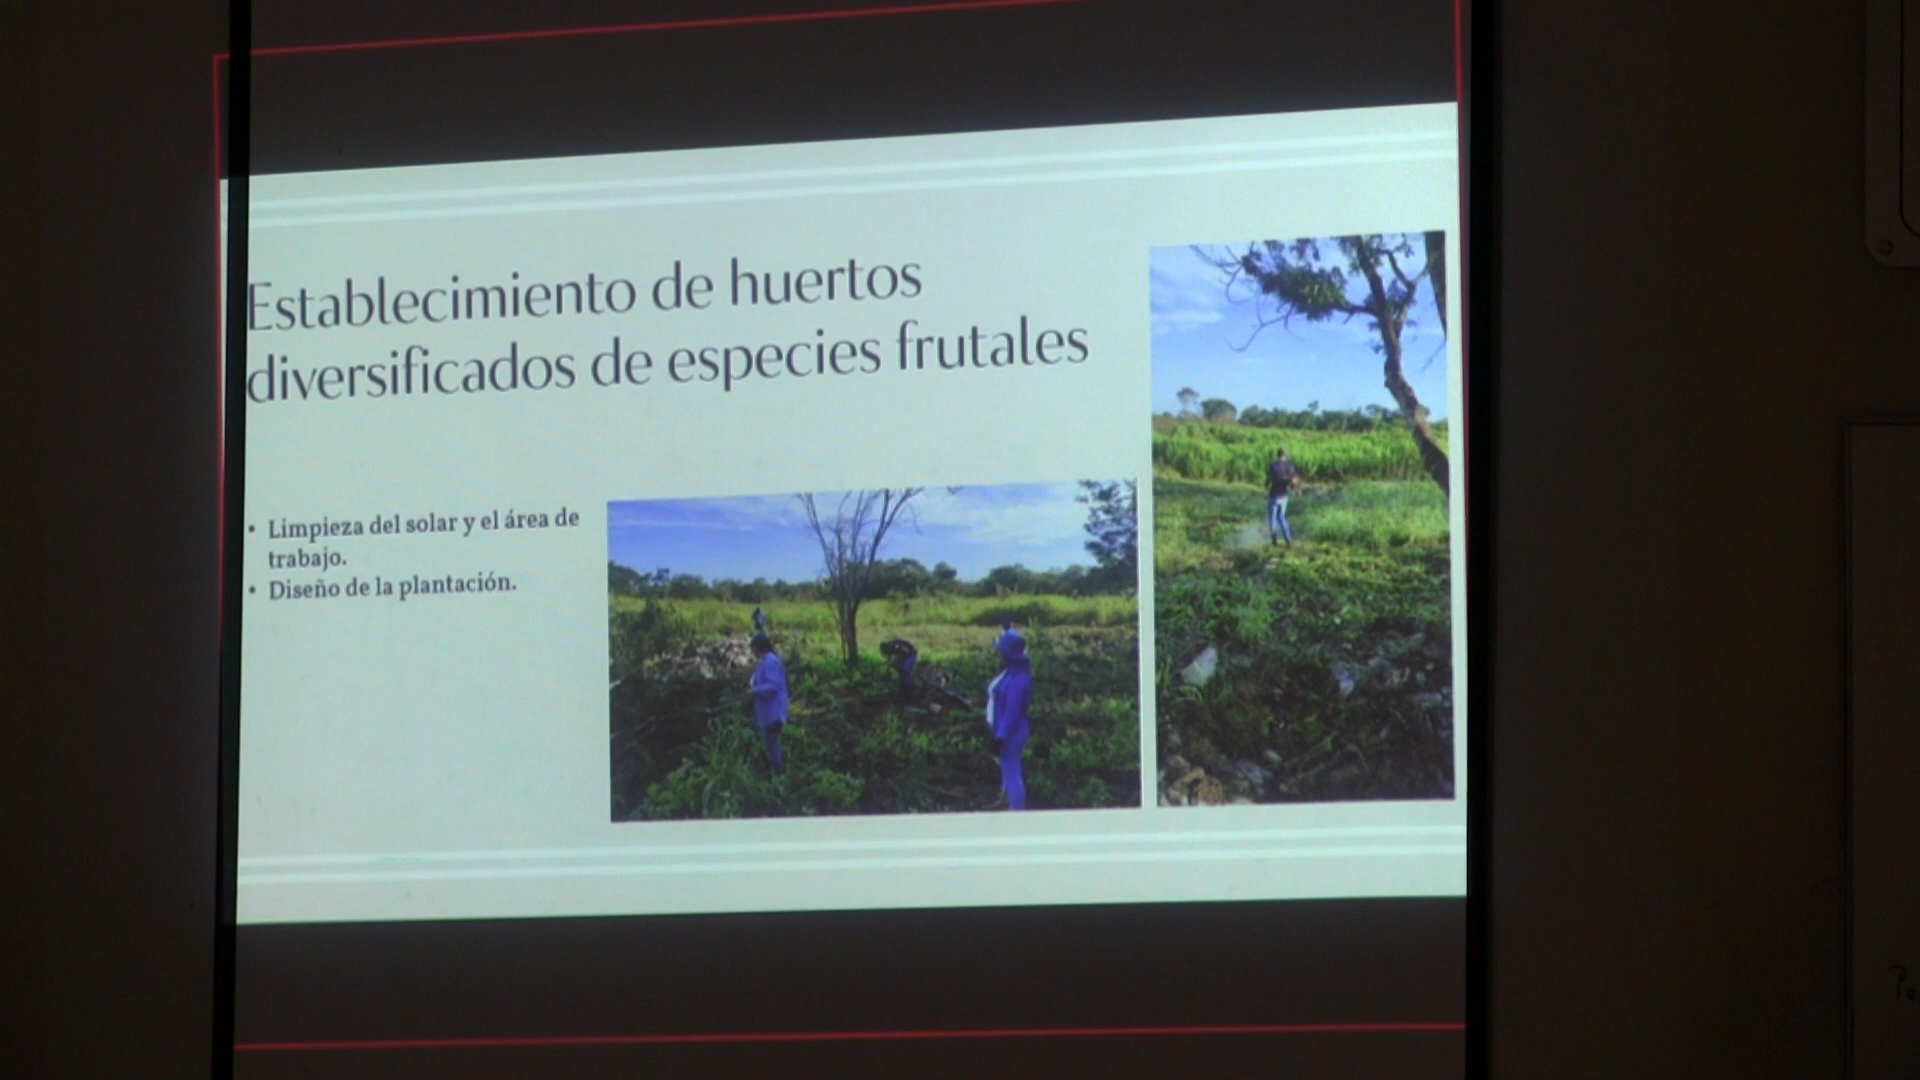 Establecimiento de huertos
diversificados de especies frutales
• Limpieza del solar y el área de
trabajo.
• Diseño de la plantación.